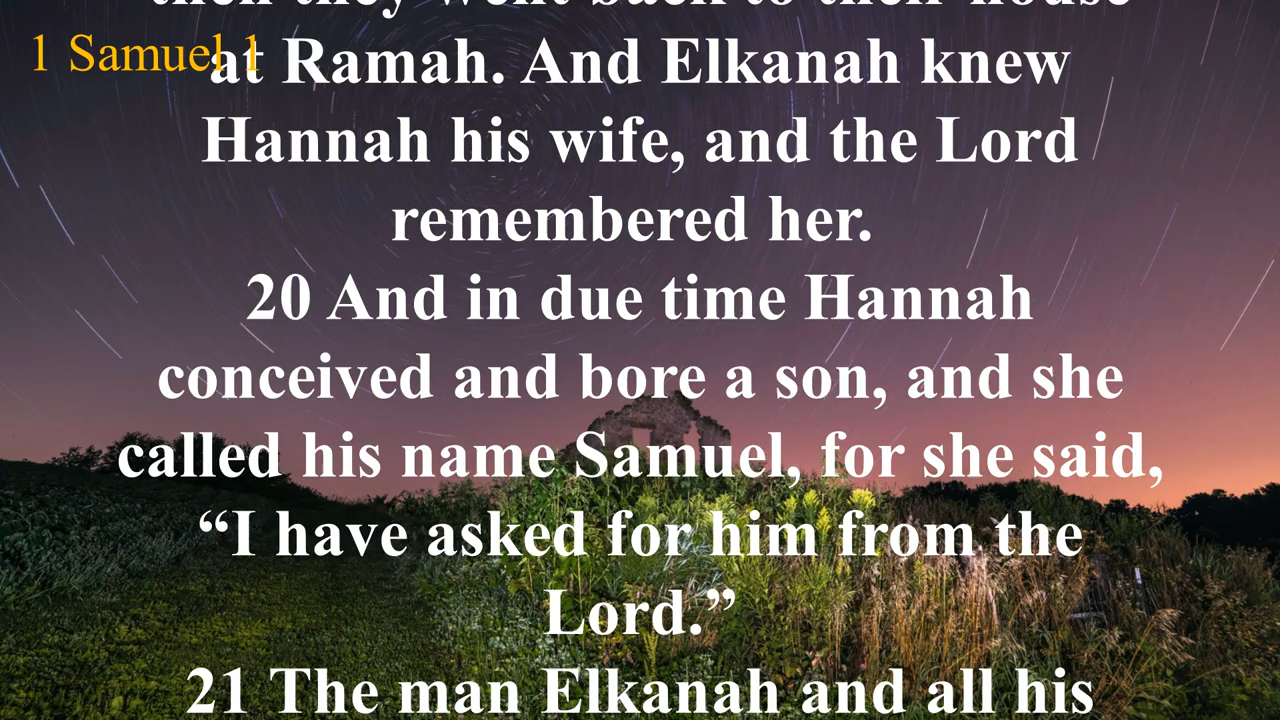 then they went back to their house
1 Samuel 1
at Ramah. And Elkanah knew
Hannah his wife, and the Lord
remembered her.
20 And in due time Hannah
conceived and bore a son, and she
called his name Samuel, for she said,
“I have asked for him from the
Lord.”
21 The man Elkanah and all his